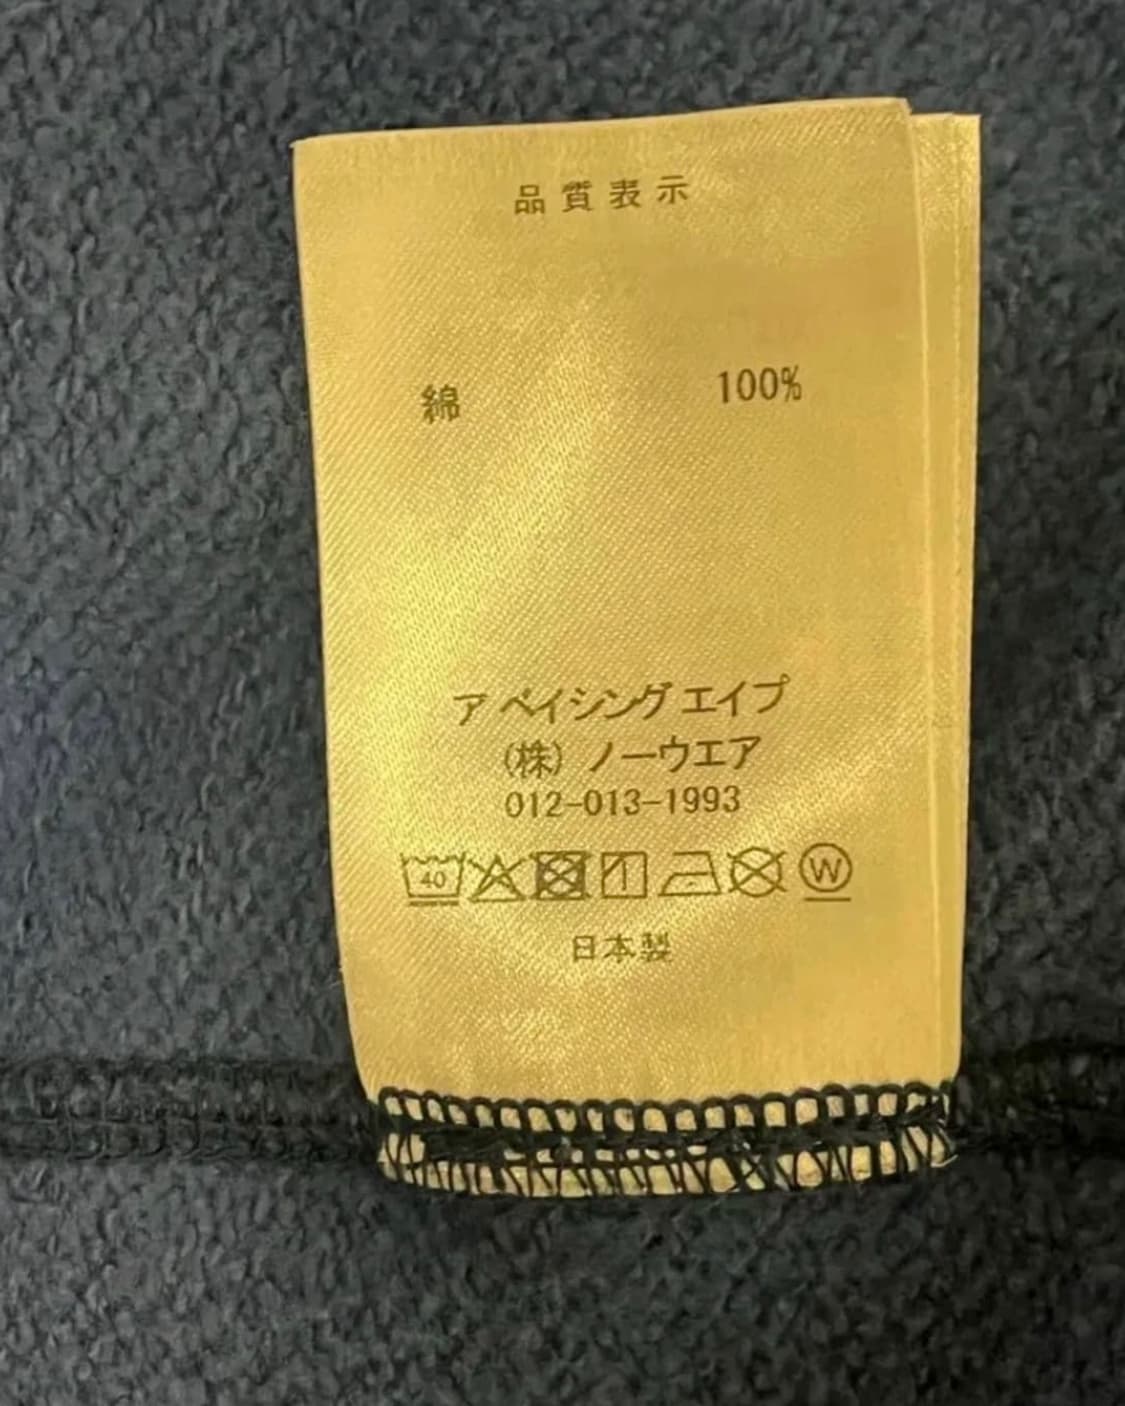 品質表示
綿 100%
ア ベイシング エイプ
(株) ノーウエア
012-013-1993
40 W
日本製